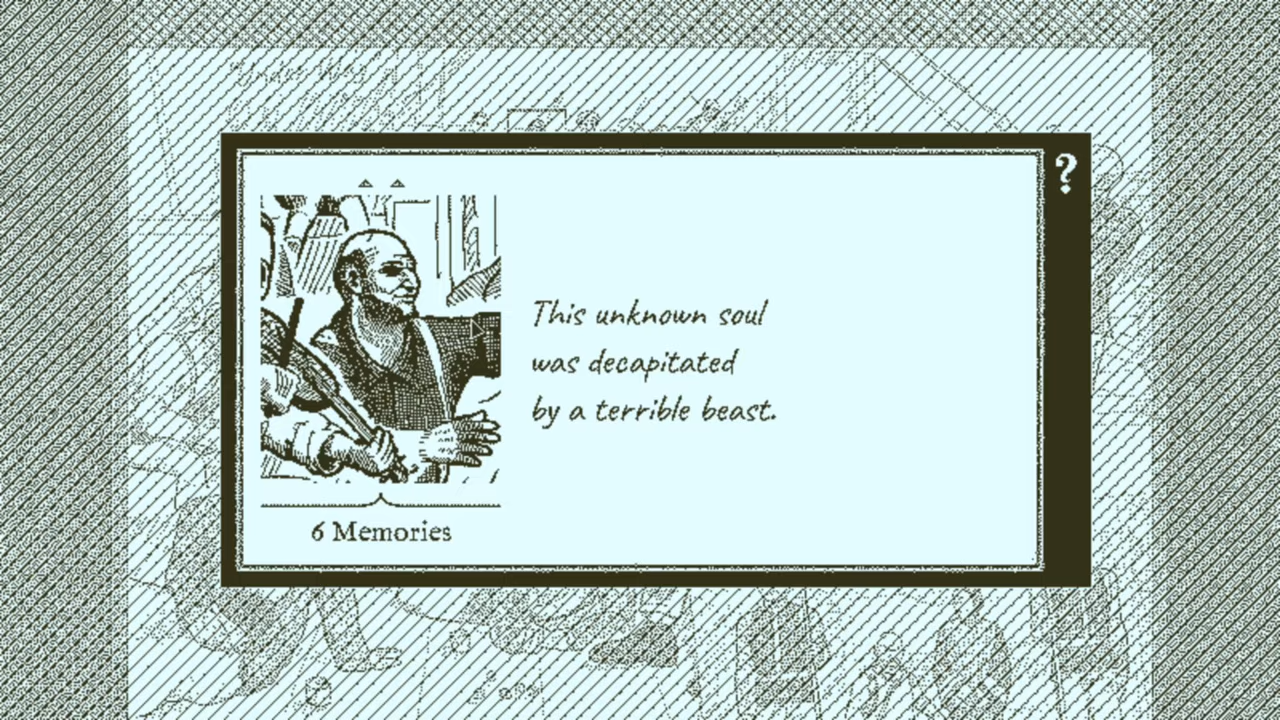 ?
This unknown soul
was decapitated
by a terrible beast.
6 Memories